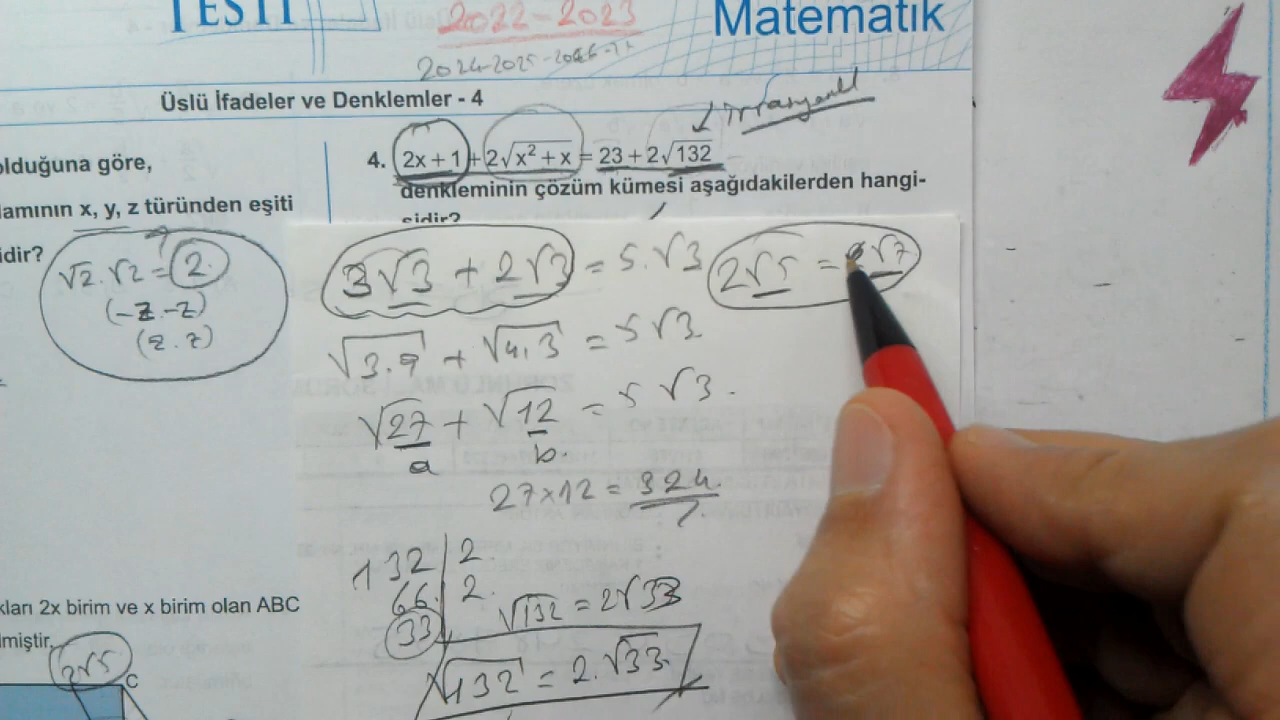 TESTİ
2022-2023
Matematik
2024-2025-2026
Üslü İfadeler ve Denklemler - 4
irrasyonel
olduğuna göre,
lamının x, y, z türünden eşiti
idir?
√2.√2=2
(-z.-z)
(z.z)
4. 2x+1+2√x²+x=23+2√132
denkleminin çözüm kümesi aşağıdakilerden hangi-
sidir?
3√3+2√3=5.√3
2√5=√7
√3.9+√4.3=5√3
√27+√12=5√3.
a b
27×12=324
132 2
66 2
33
√132=2√33
√132=2.√33
kları 2x birim ve x birim olan ABC
lmiştir.
2√5
C